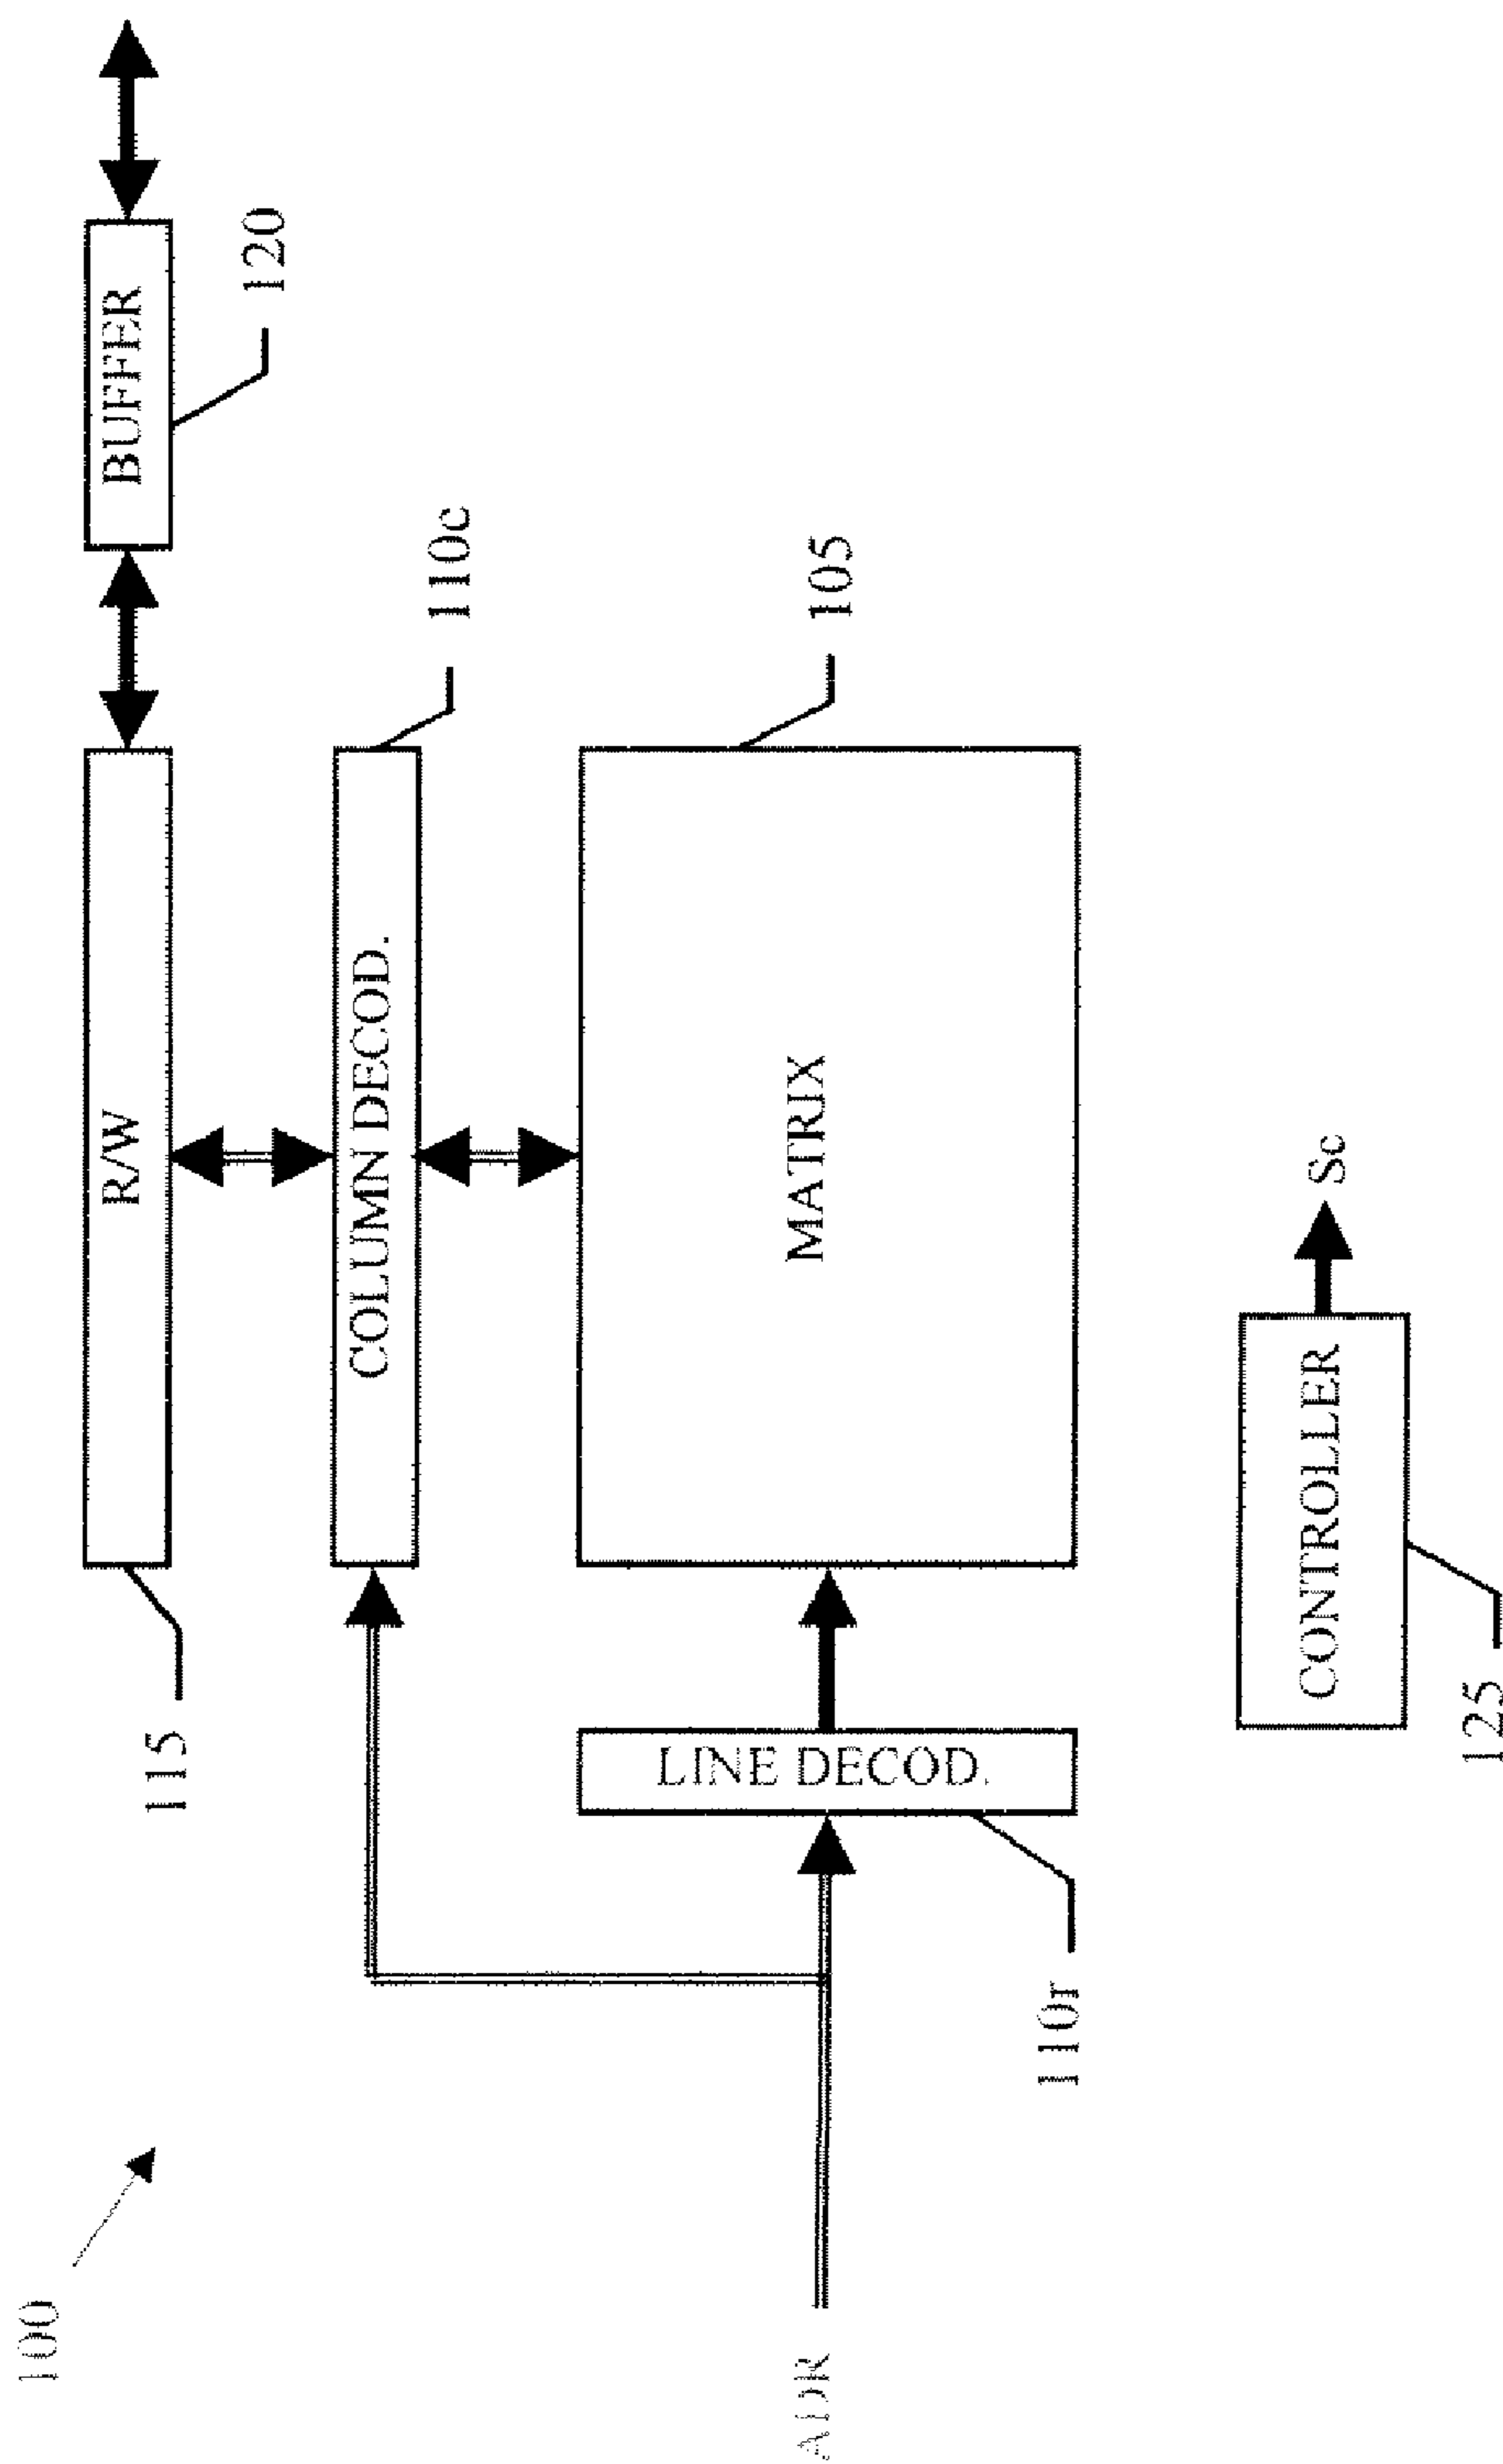 100
115
R/W
BUFFER
120
COLUMN DECOD.
110c
ADR
LINE DECOD.
110r
MATRIX
105
CONTROLLER
125
Sc